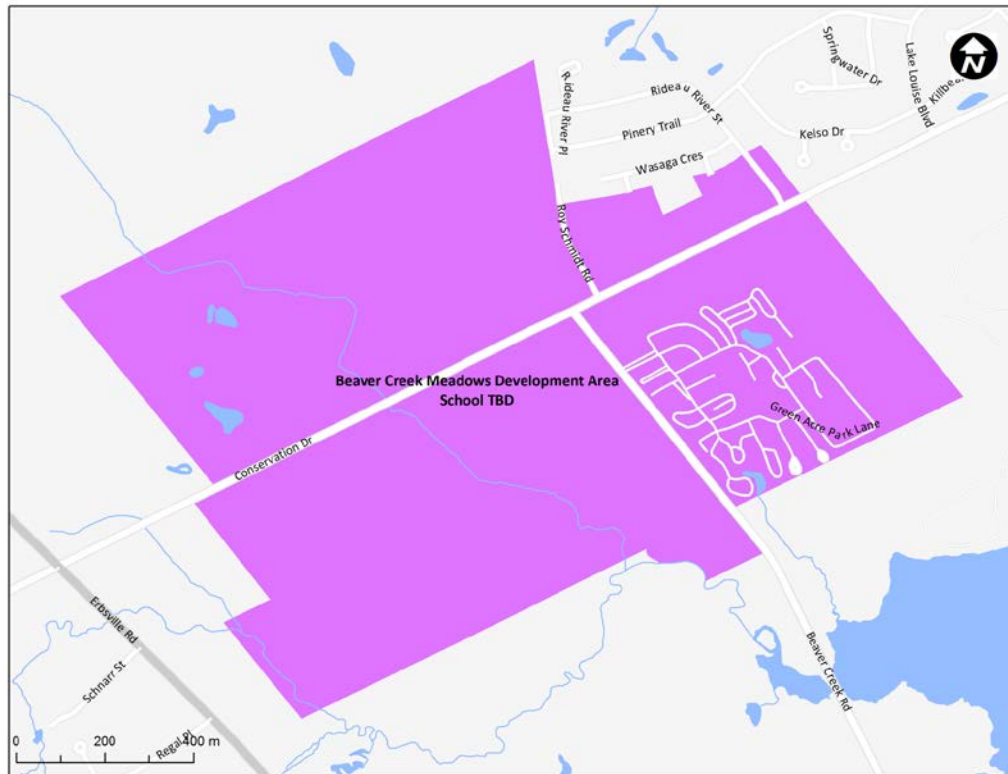 N
Springwater Dr
Lake Louise Blvd
Killbea
Rideau River Pl
Rideau River St
Pinery Trail
Kelso Dr
Wasaga Cres
Roy Schmidt Rd
Beaver Creek Meadows Development Area
School TBD
Green Acre Park Lane
Conservation Dr
Erbsville Rd
Schnarr St
Regal Pl
Beaver Creek Rd
0 200 400 m